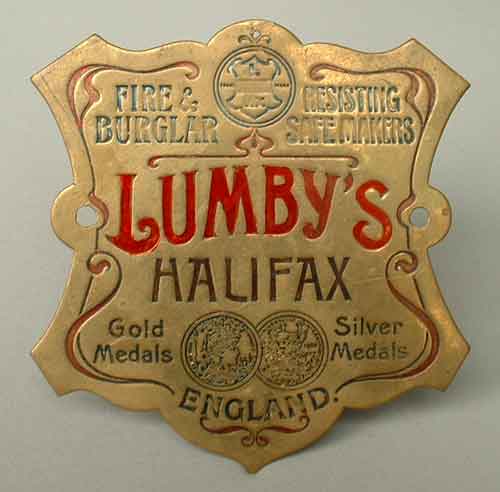 FIRE & RESISTING
BURGLAR SAFE MAKERS
LUMBY'S
HALIFAX
Gold Silver
Medals Medals
ENGLAND.